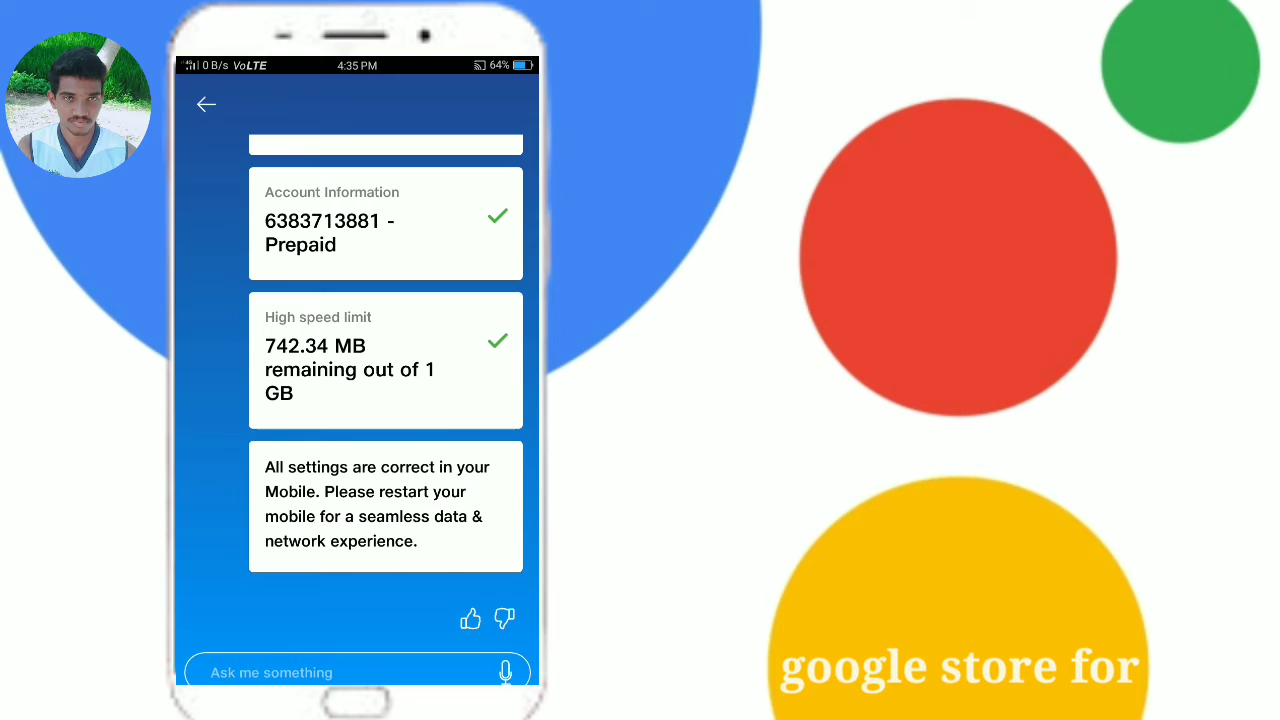 0 B/s VoLTE 4:35 PM 64%
Account Information
6383713881 -
Prepaid
High speed limit
742.34 MB
remaining out of 1
GB
All settings are correct in your
Mobile. Please restart your
mobile for a seamless data &
network experience.
Ask me something
google store for